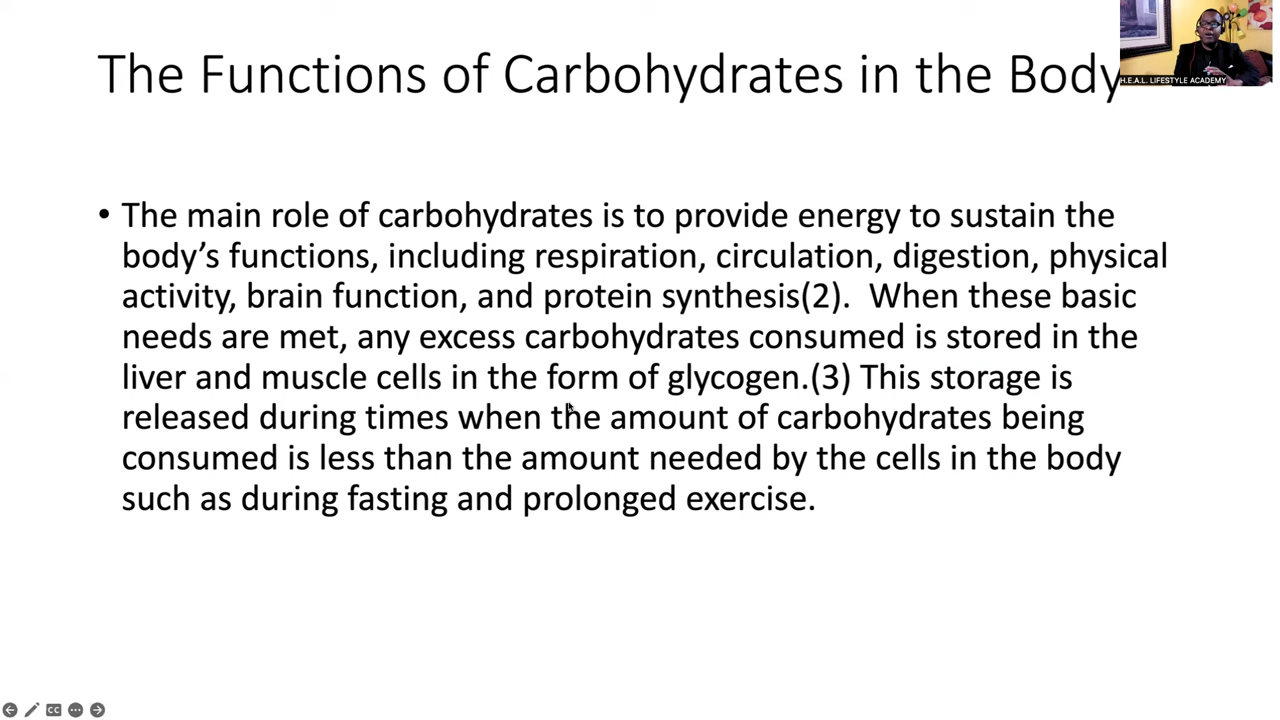 The Functions of Carbohydrates in the Body
H.E.A.L. LIFESTYLE ACADEMY
• The main role of carbohydrates is to provide energy to sustain the
body’s functions, including respiration, circulation, digestion, physical
activity, brain function, and protein synthesis(2).  When these basic
needs are met, any excess carbohydrates consumed is stored in the
liver and muscle cells in the form of glycogen.(3) This storage is
released during times when the amount of carbohydrates being
consumed is less than the amount needed by the cells in the body
such as during fasting and prolonged exercise.
CC